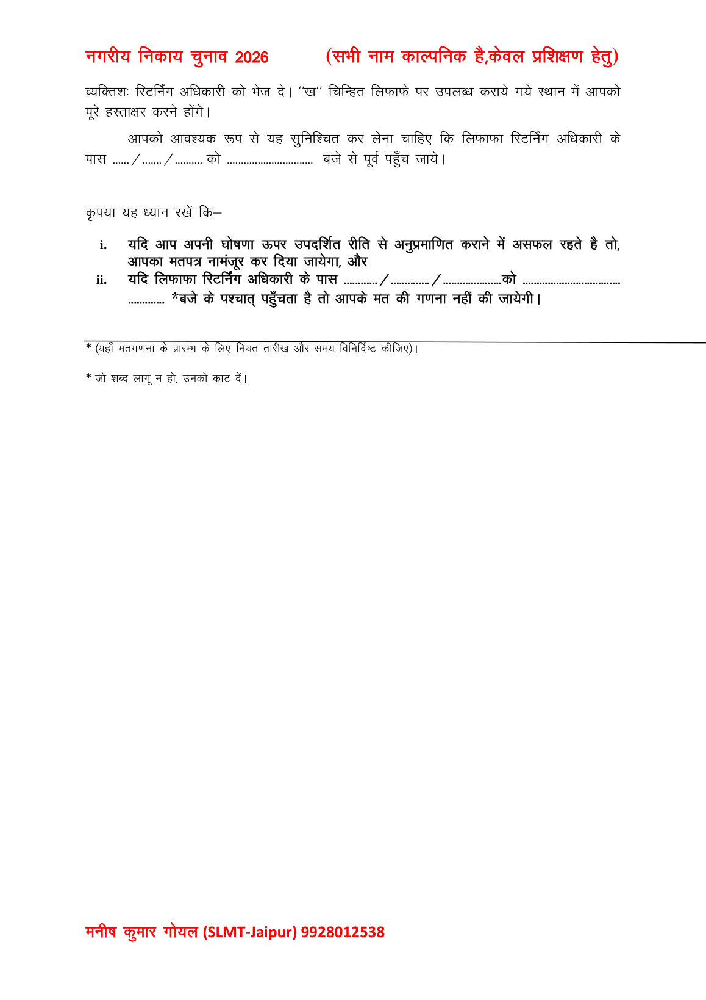 नगरीय निकाय चुनाव 2026 (सभी नाम काल्पनिक है,केवल प्रशिक्षण हेतु)
व्यक्तिशः रिटर्निंग अधिकारी को भेज दे। ‘‘ख‘‘ चिन्हित लिफाफे पर उपलब्ध कराये गये स्थान में आपको
पूरे हस्ताक्षर करने होंगे।
आपको आवश्यक रूप से यह सुनिश्चित कर लेना चाहिए कि लिफाफा रिटर्निंग अधिकारी के
पास ....../......./.......... को ............................... बजे से पूर्व पहुँच जाये।
कृपया यह ध्यान रखें कि–
i. यदि आप अपनी घोषणा ऊपर उपदर्शित रीति से अनुप्रमाणित कराने में असफल रहते है तो,
आपका मतपत्र नामंजूर कर दिया जायेगा, और
ii. यदि लिफाफा रिटर्निंग अधिकारी के पास ............/............../.....................को ...................................
............. *बजे के पश्चात् पहुँचता है तो आपके मत की गणना नहीं की जायेगी।
* (यहाँ मतगणना के प्रारम्भ के लिए नियत तारीख और समय विनिर्दिष्ट कीजिए)।
* जो शब्द लागू न हो, उनको काट दें।
मनीष कुमार गोयल (SLMT-Jaipur) 9928012538